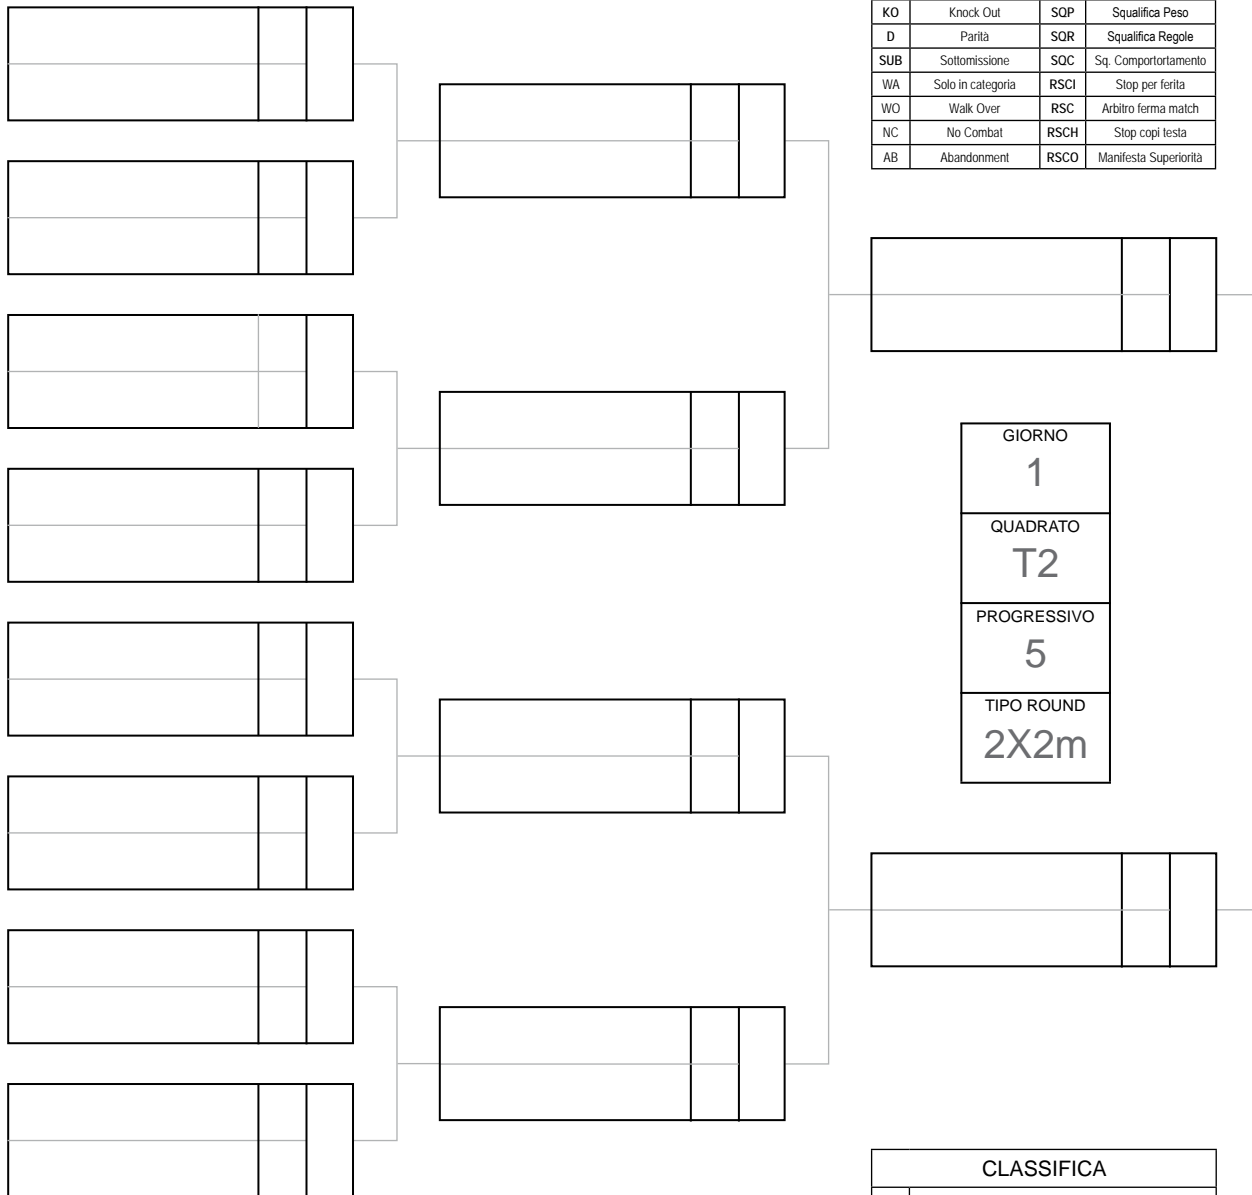 KO Knock Out SQP Squalifica Peso
D Parità SQR Squalifica Regole
SUB Sottomissione SQC Sq. Comportortamento
WA Solo in categoria RSCI Stop per ferita
WO Walk Over RSC Arbitro ferma match
NC No Combat RSCH Stop copi testa
AB Abandonment RSCO Manifesta Superiorità
GIORNO
1
QUADRATO
T2
PROGRESSIVO
5
TIPO ROUND
2X2m
CLASSIFICA